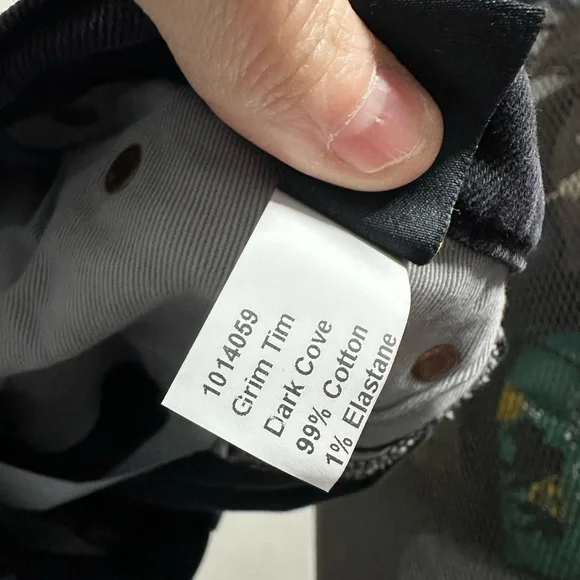 1014059
Grim Tim
Dark Cove
99% Cotton
1% Elastane